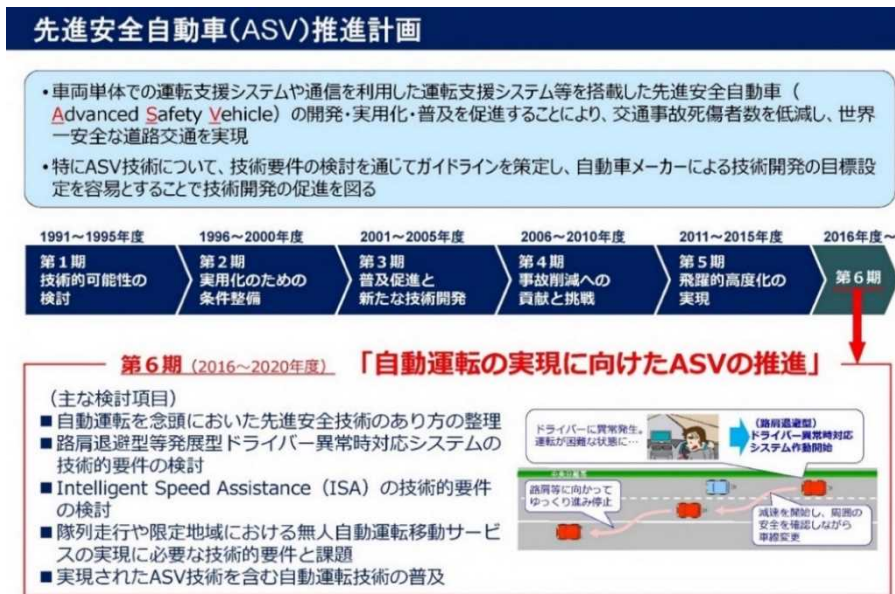 先進安全自動車(ASV)推進計画
・車両単体での運転支援システムや通信を利用した運転支援システム等を搭載した先進安全自動車（
Advanced Safety Vehicle）の開発・実用化・普及を促進することにより、交通事故死傷者数を低減し、世界
一安全な道路交通を実現
・特にASV技術について、技術要件の検討を通じてガイドラインを策定し、自動車メーカーによる技術開発の目標設
定を容易とすることで技術開発の促進を図る
1991～1995年度
1996～2000年度
2001～2005年度
2006～2010年度
2011～2015年度
2016年度～
第１期
技術的可能性の
検討
第２期
実用化のための
条件整備
第３期
普及促進と
新たな技術開発
第４期
事故削減への
貢献と挑戦
第５期
飛躍的高度化の
実現
第６期
第６期（2016～2020年度）「自動運転の実現に向けたASVの推進」
（主な検討項目）
■自動運転を念頭においた先進安全技術のあり方の整理
■路肩退避型等発展型ドライバー異常時対応システムの
技術的要件の検討
■Intelligent Speed Assistance（ISA）の技術的要件
の検討
■隊列走行や限定地域における無人自動運転移動サービ
スの実現に必要な技術的要件と課題
■実現されたASV技術を含む自動運転技術の普及
ドライバーに異常発生。
運転が困難な状態に…
（路肩退避型）
ドライバー異常時対応
システム作動開始
路肩等に向かって
ゆっくり進み停止
減速を開始し、周囲の
安全を確認しながら
車線変更